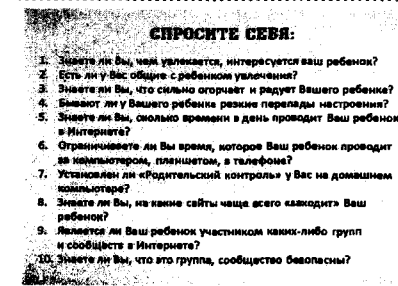 СПРОСИТЕ СЕБЯ:
1. Знаете ли Вы, чем увлекается, интересуется ваш ребенок?
2. Есть ли у Вас общие с ребенком увлечения?
3. Знаете ли Вы, что сильно огорчает и радует Вашего ребенка?
4. Бывают ли у Вашего ребенка резкие перепады настроения?
5. Знаете ли Вы, сколько времени в день проводит Ваш ребенок
в Интернете?
6. Ограничиваете ли Вы время, которое Ваш ребенок проводит
за компьютером, планшетом, в телефоне?
7. Установлен ли «Родительский контроль» у Вас на домашнем
компьютере?
8. Знаете ли Вы, на какие сайты чаще всего «заходит» Ваш
ребенок?
9. Является ли Ваш ребенок участником каких-либо групп
и сообществ в Интернете?
10. Знаете ли Вы, что это группа, сообщество безопасны?